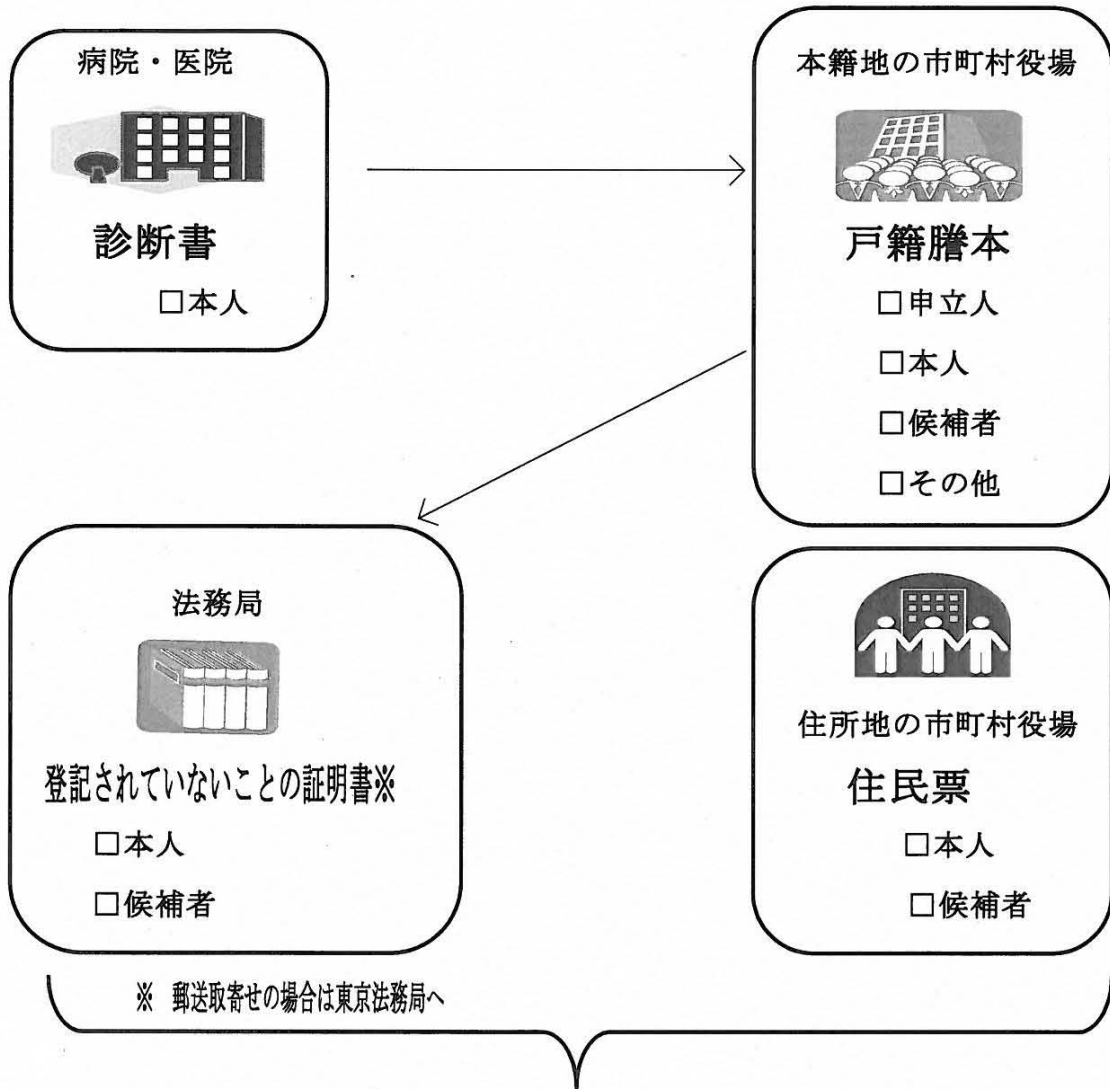 病院・医院
診断書
□本人
本籍地の市町村役場
戸籍謄本
□申立人
□本人
□候補者
□その他
法務局
登記されていないことの証明書※
□本人
□候補者
住所地の市町村役場
住民票
□本人
□候補者
※ 郵送取寄せの場合は東京法務局へ